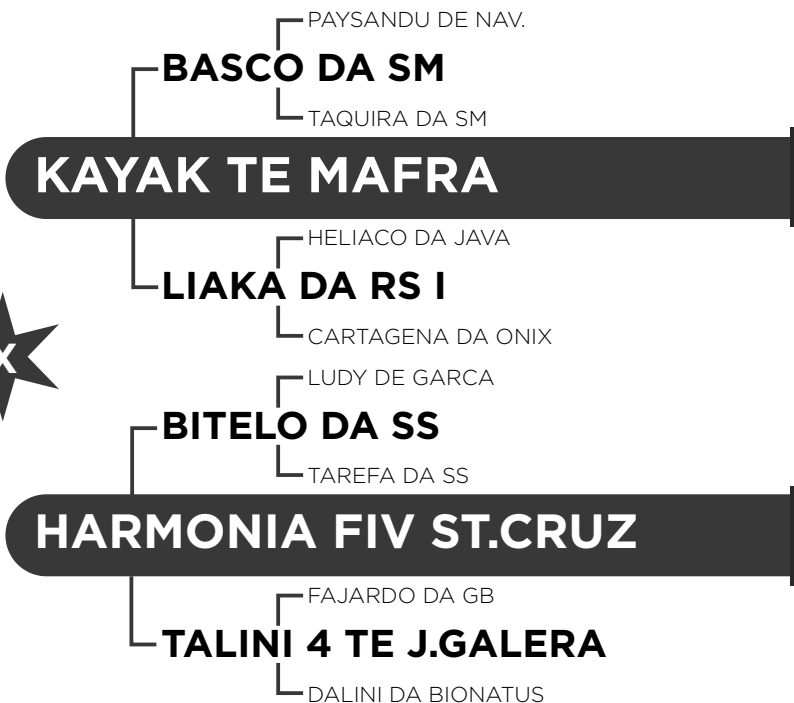 PAYSANDU DE NAV.
BASCO DA SM
TAQUIRA DA SM
KAYAK TE MAFRA
HELIACO DA JAVA
LIAKA DA RS I
CARTAGENA DA ONIX
X
LUDY DE GARCA
BITELO DA SS
TAREFA DA SS
HARMONIA FIV ST.CRUZ
FAJARDO DA GB
TALINI 4 TE J.GALERA
DALINI DA BIONATUS